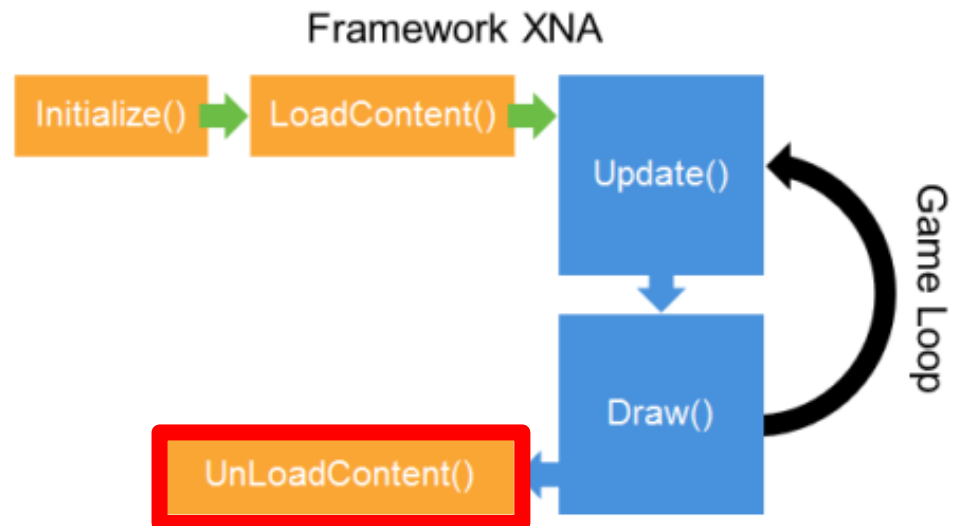 Framework XNA
Initialize()
LoadContent()
Update()
Game Loop
Draw()
UnLoadContent()